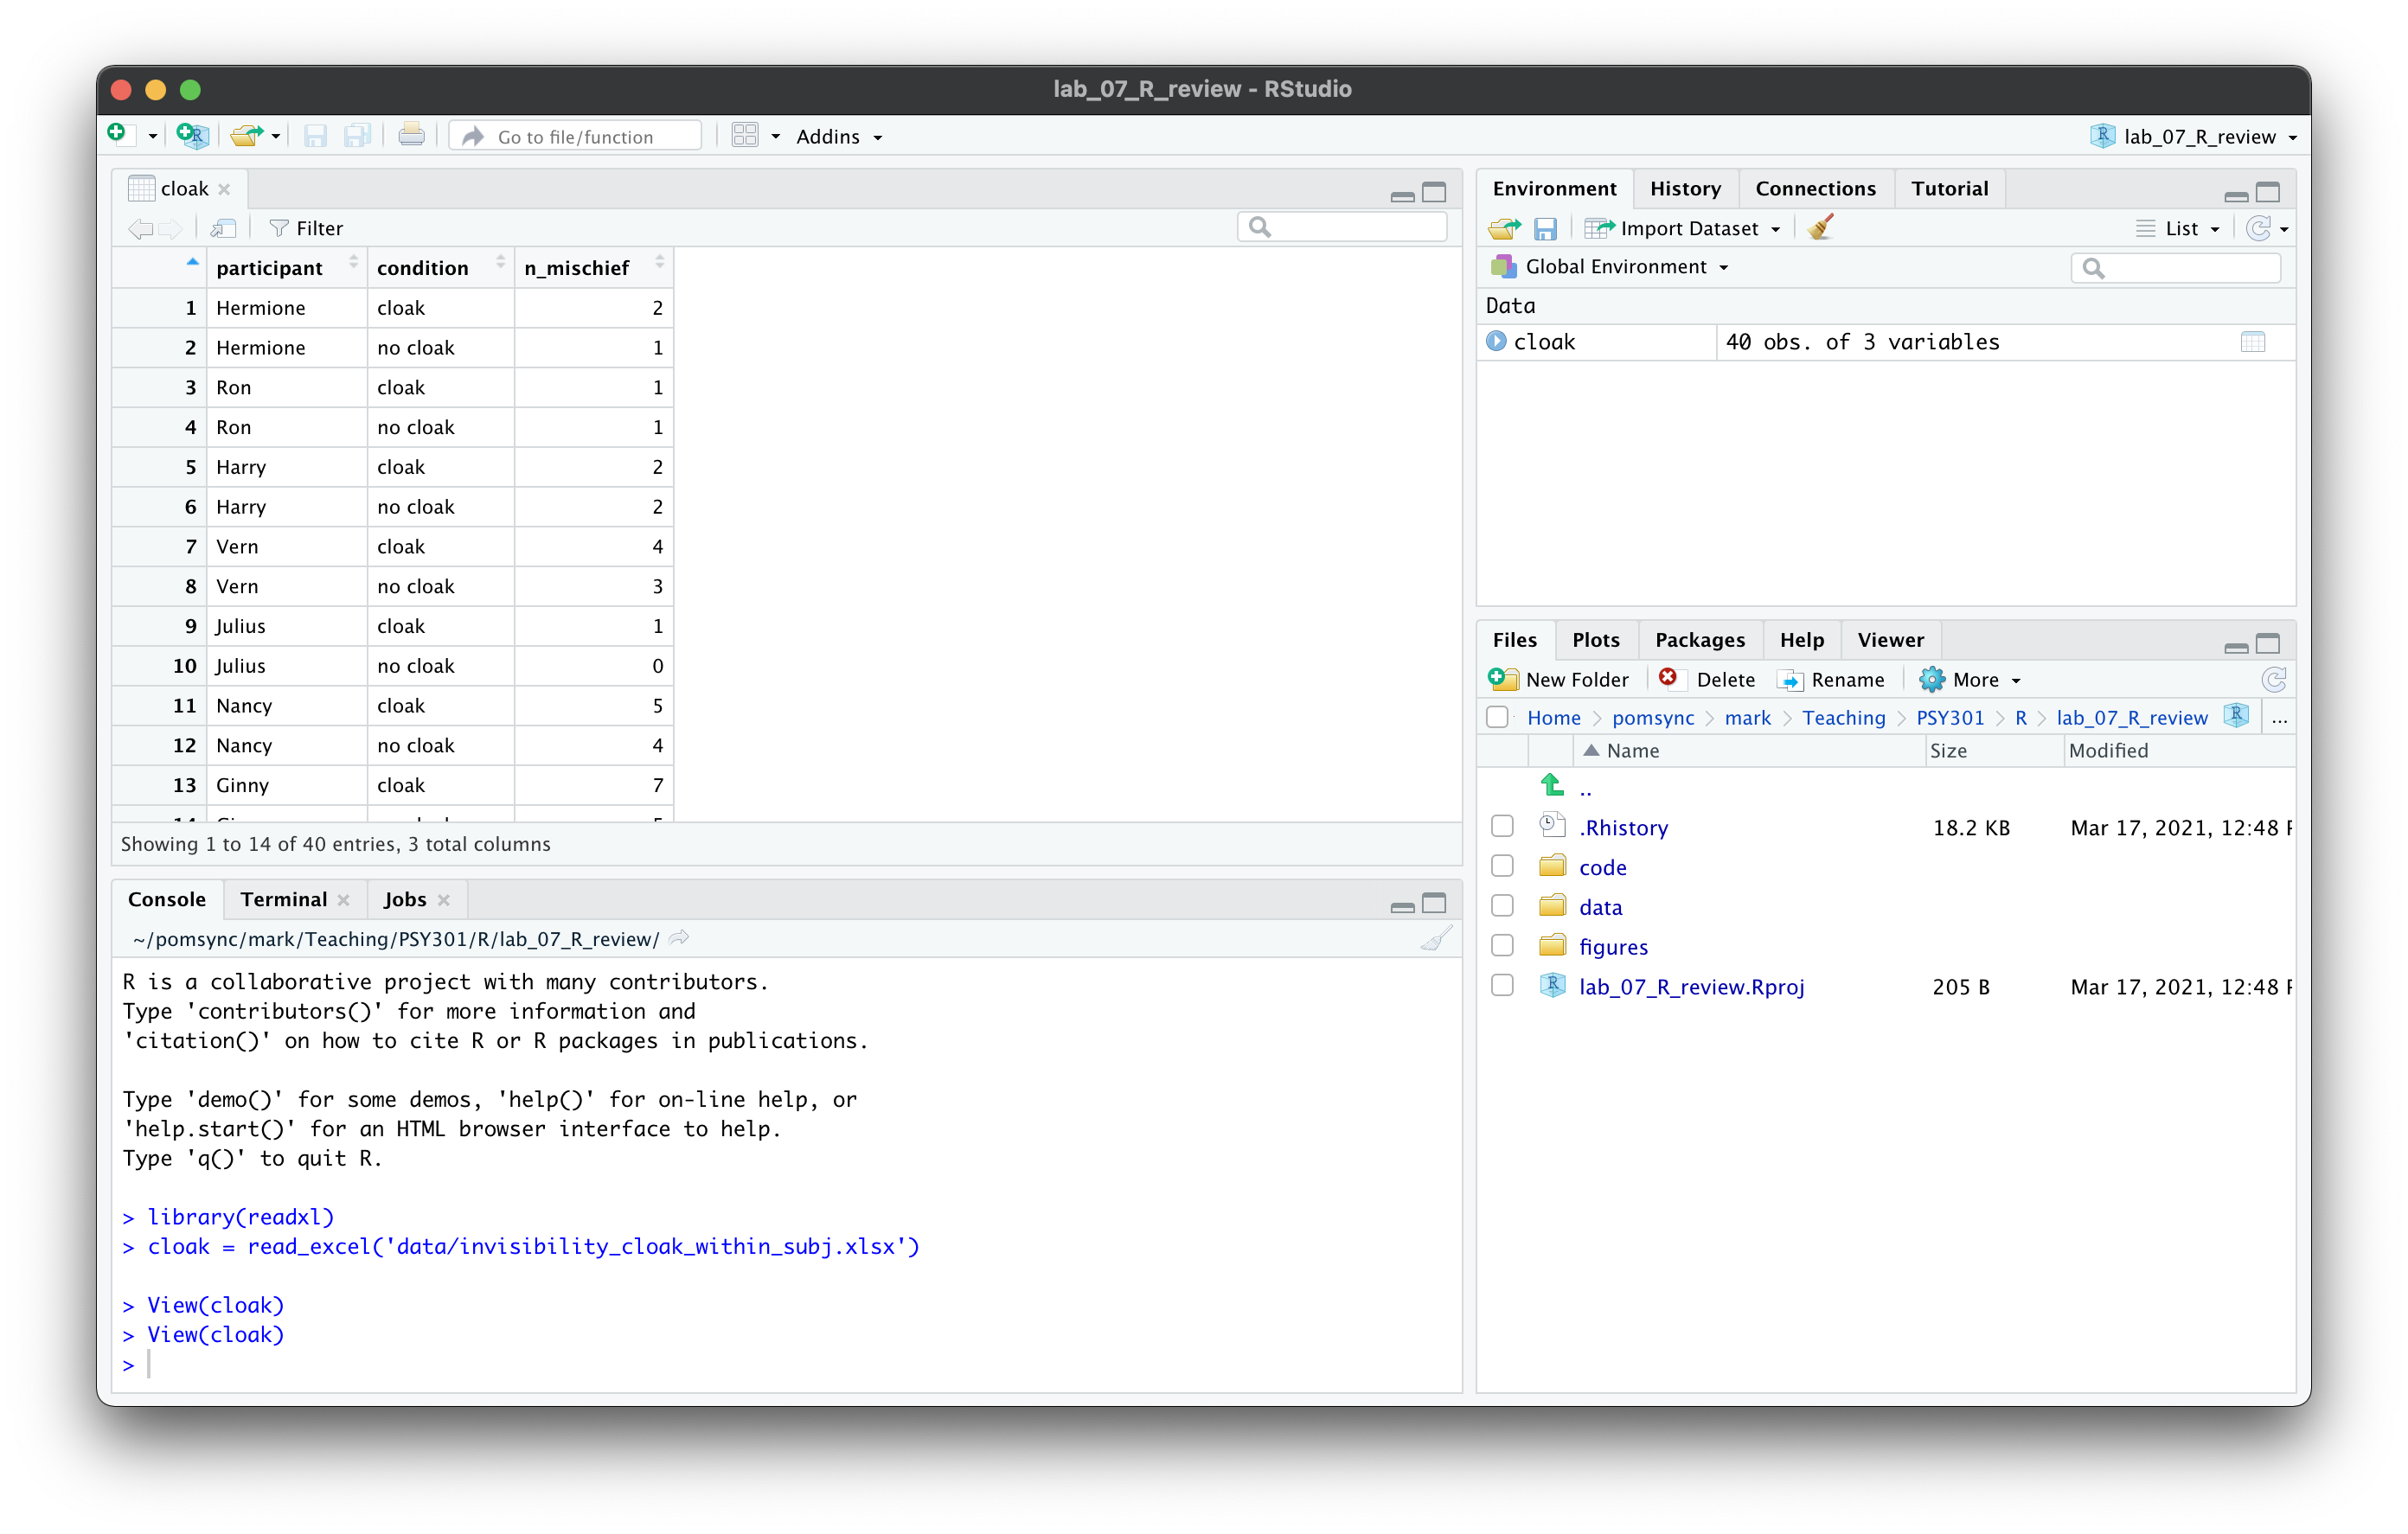 lab_07_R_review - RStudio
Go to file/function
Addins
lab_07_R_review
cloak
Filter
participant condition n_mischief
1 Hermione cloak 2
2 Hermione no cloak 1
3 Ron cloak 1
4 Ron no cloak 1
5 Harry cloak 2
6 Harry no cloak 2
7 Vern cloak 4
8 Vern no cloak 3
9 Julius cloak 1
10 Julius no cloak 0
11 Nancy cloak 5
12 Nancy no cloak 4
13 Ginny cloak 7
Showing 1 to 14 of 40 entries, 3 total columns
Console Terminal Jobs
~/pomsync/mark/Teaching/PSY301/R/lab_07_R_review/
R is a collaborative project with many contributors.
Type 'contributors()' for more information and
'citation()' on how to cite R or R packages in publications.
Type 'demo()' for some demos, 'help()' for on-line help, or
'help.start()' for an HTML browser interface to help.
Type 'q()' to quit R.
> library(readxl)
> cloak = read_excel('data/invisibility_cloak_within_subj.xlsx')
> View(cloak)
> View(cloak)
>
Environment History Connections Tutorial
Import Dataset List
Global Environment
Data
cloak 40 obs. of 3 variables
Files Plots Packages Help Viewer
New Folder Delete Rename More
Home > pomsync > mark > Teaching > PSY301 > R > lab_07_R_review ...
Name Size Modified
..
.Rhistory 18.2 KB Mar 17, 2021, 12:48
code
data
figures
lab_07_R_review.Rproj 205 B Mar 17, 2021, 12:48